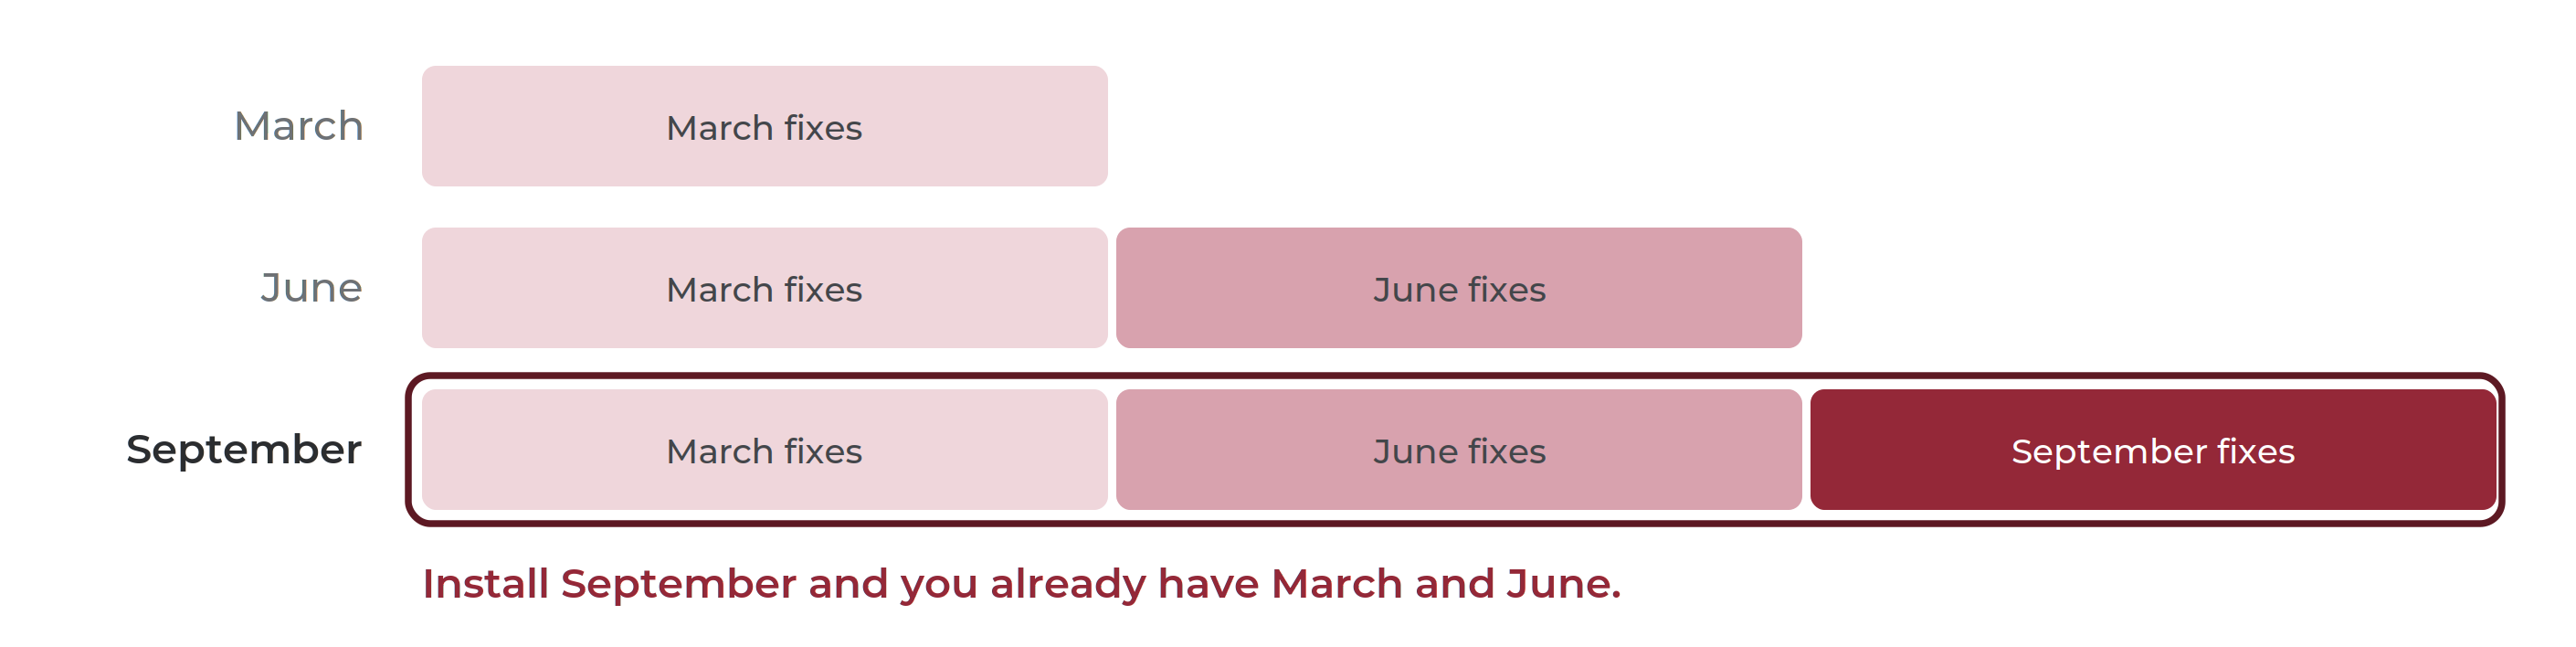 March
March fixes
June
March fixes
June fixes
September
March fixes
June fixes
September fixes
Install September and you already have March and June.